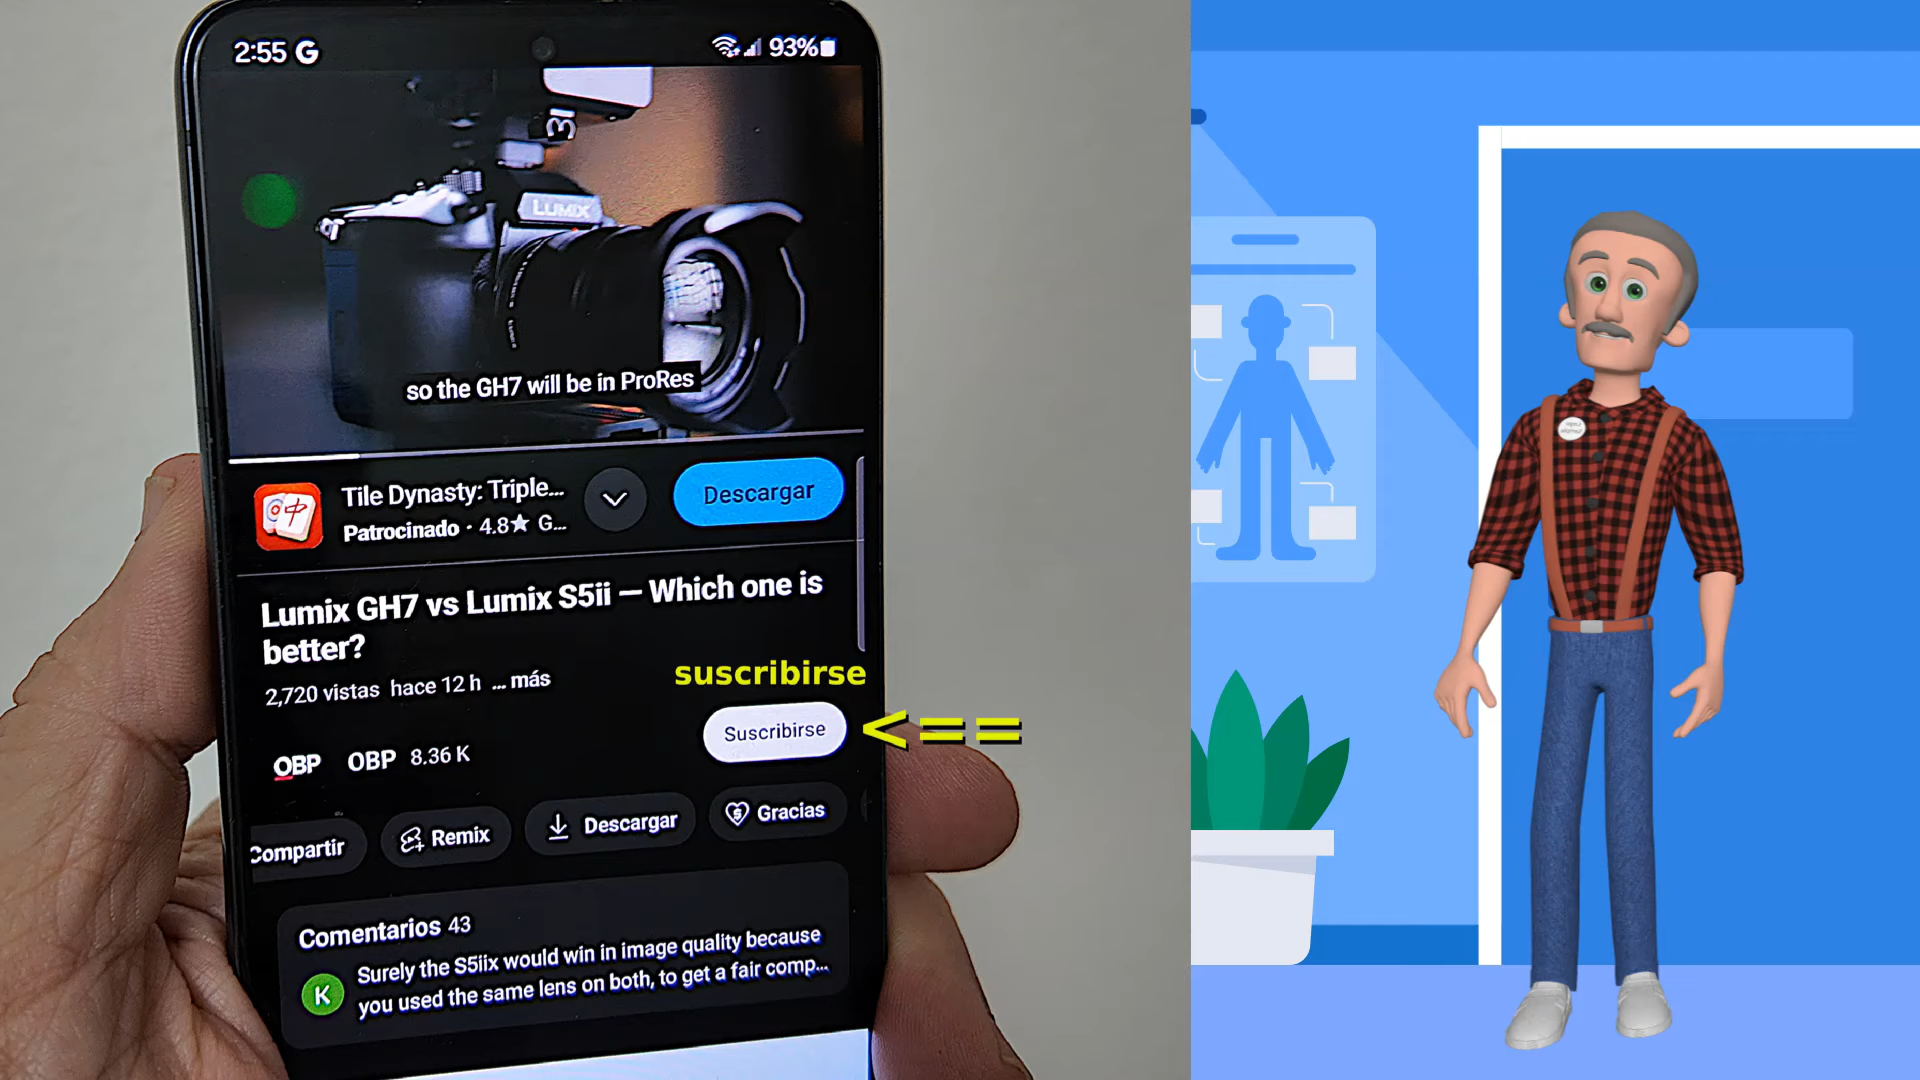 2:55 G
93%
LUMIX
so the GH7 will be in ProRes
Tile Dynasty: Triple...
Patrocinado · 4.8★ G...
Descargar
Lumix GH7 vs Lumix S5ii — Which one is
better?
2,720 vistas hace 12 h ... más
suscribirse
Suscribirse
<==
OBP OBP 8.36 K
Compartir
Remix
Descargar
Gracias
Comentarios 43
K
Surely the S5iix would win in image quality because
you used the same lens on both, to get a fair comp...